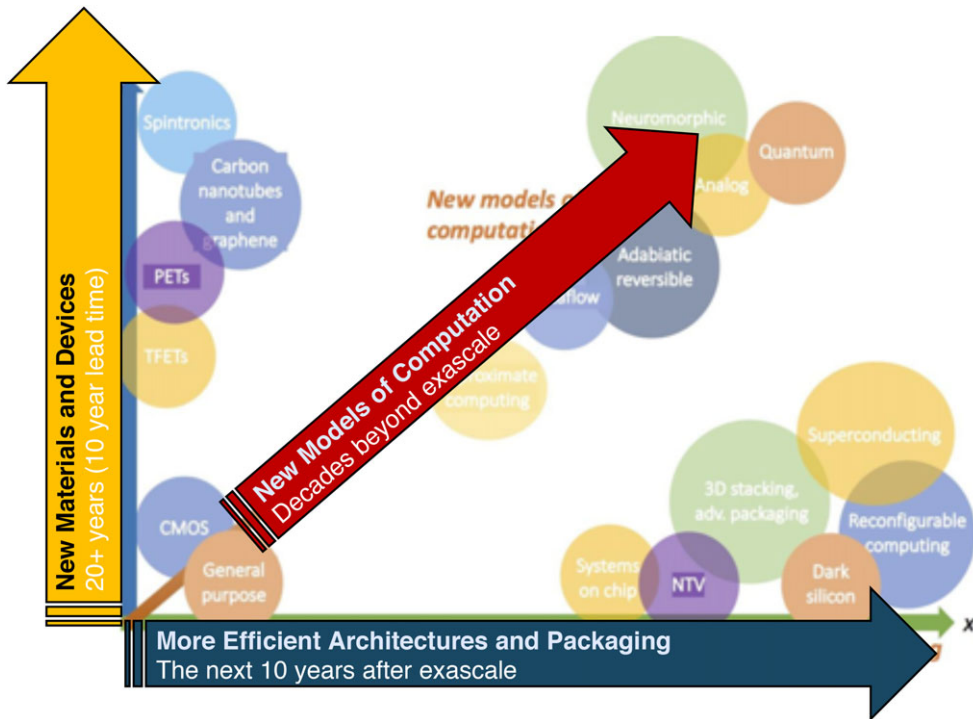 New Materials and Devices
20+ years (10 year lead time)
Spintronics
Carbon
nanotubes
and
graphene
PETs
TFETs
CMOS
General
purpose
New models
computation
New Models of Computation
Decades beyond exascale
Neuromorphic
Analog
Quantum
Adabiatic
reversible
computing
Superconducting
3D stacking,
adv. packaging
Reconfigurable
computing
Systems
on chip
NTV
Dark
silicon
x
More Efficient Architectures and Packaging
The next 10 years after exascale